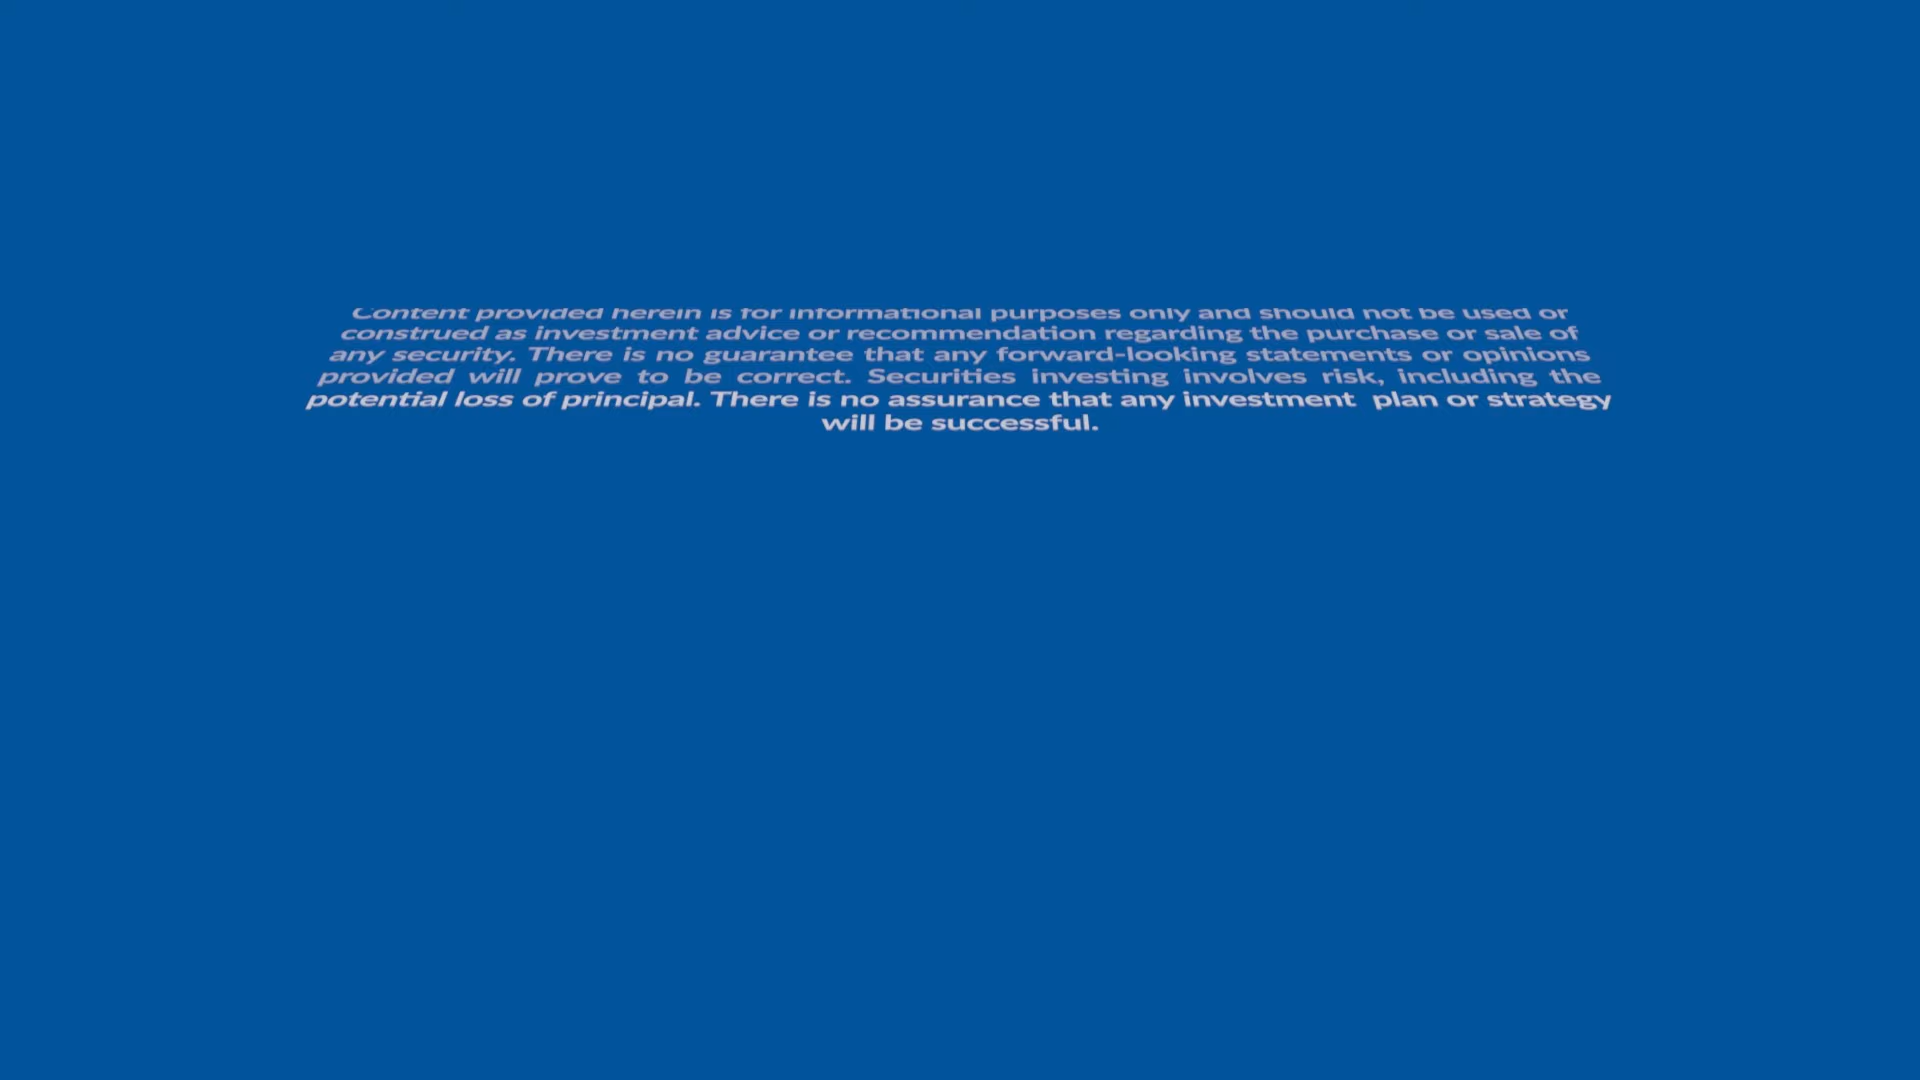 Content provided herein is for informational purposes only and should not be used or
construed as investment advice or recommendation regarding the purchase or sale of
any security. There is no guarantee that any forward-looking statements or opinions
provided will prove to be correct. Securities investing involves risk, including the
potential loss of principal. There is no assurance that any investment plan or strategy
will be successful.